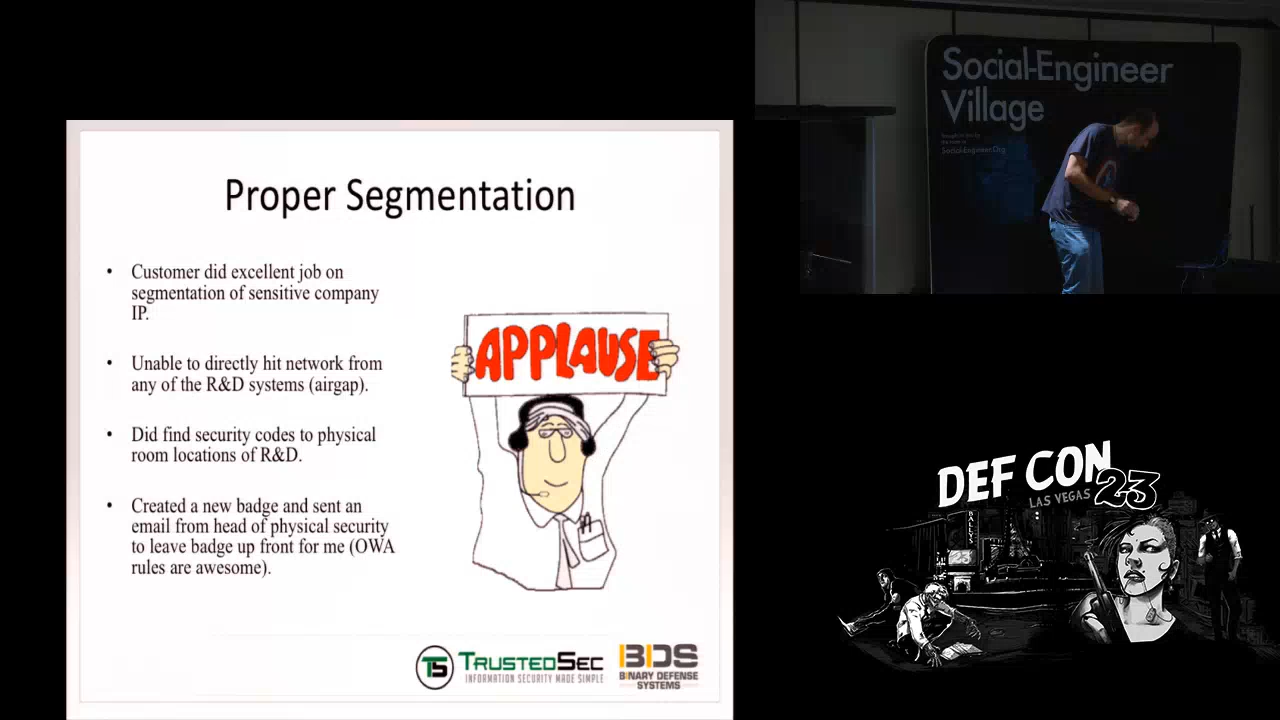 Proper Segmentation
• Customer did excellent job on
segmentation of sensitive company
IP.
• Unable to directly hit network from
any of the R&D systems (airgap).
• Did find security codes to physical
room locations of R&D.
• Created a new badge and sent an
email from head of physical security
to leave badge up front for me (OWA
rules are awesome).
APPLAUSE
TS TRUSTEDSEC
INFORMATION SECURITY MADE SIMPLE
BDS
BINARY DEFENSE
SYSTEMS
Social-Engineer
Village
Social-Engineer.Org
DEF CON
LAS VEGAS 23
BALLYS
23